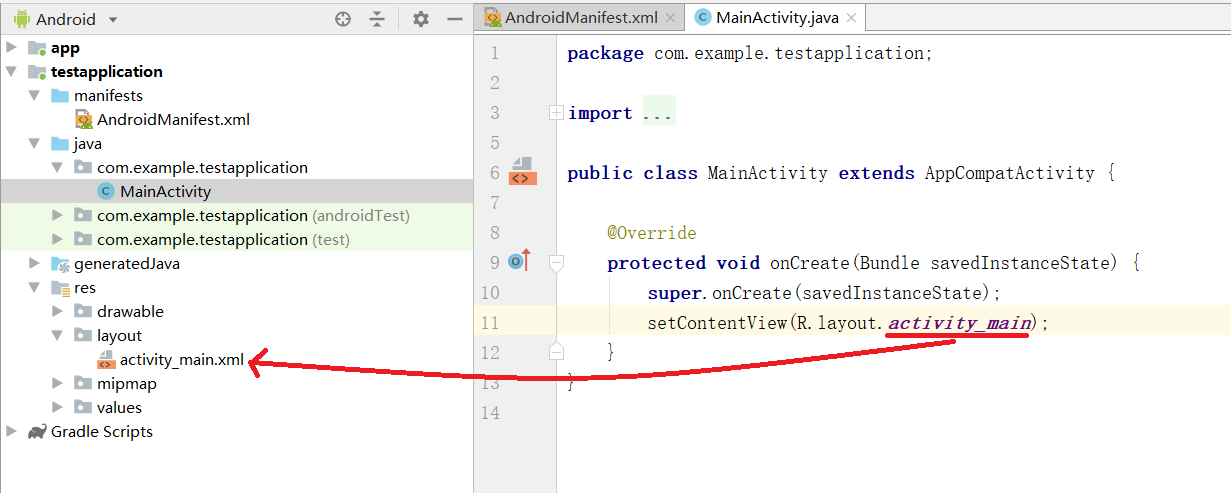 Android
app
testapplication
manifests
AndroidManifest.xml
java
com.example.testapplication
C MainActivity
com.example.testapplication (androidTest)
com.example.testapplication (test)
generatedJava
res
drawable
layout
<> activity_main.xml
mipmap
values
Gradle Scripts
AndroidManifest.xml × C MainActivity.java ×
1 package com.example.testapplication;
2
3 import ...
5
6 public class MainActivity extends AppCompatActivity {
7
8 @Override
9 protected void onCreate(Bundle savedInstanceState) {
10 super.onCreate(savedInstanceState);
11 setContentView(R.layout.activity_main);
12 }
13 }
14